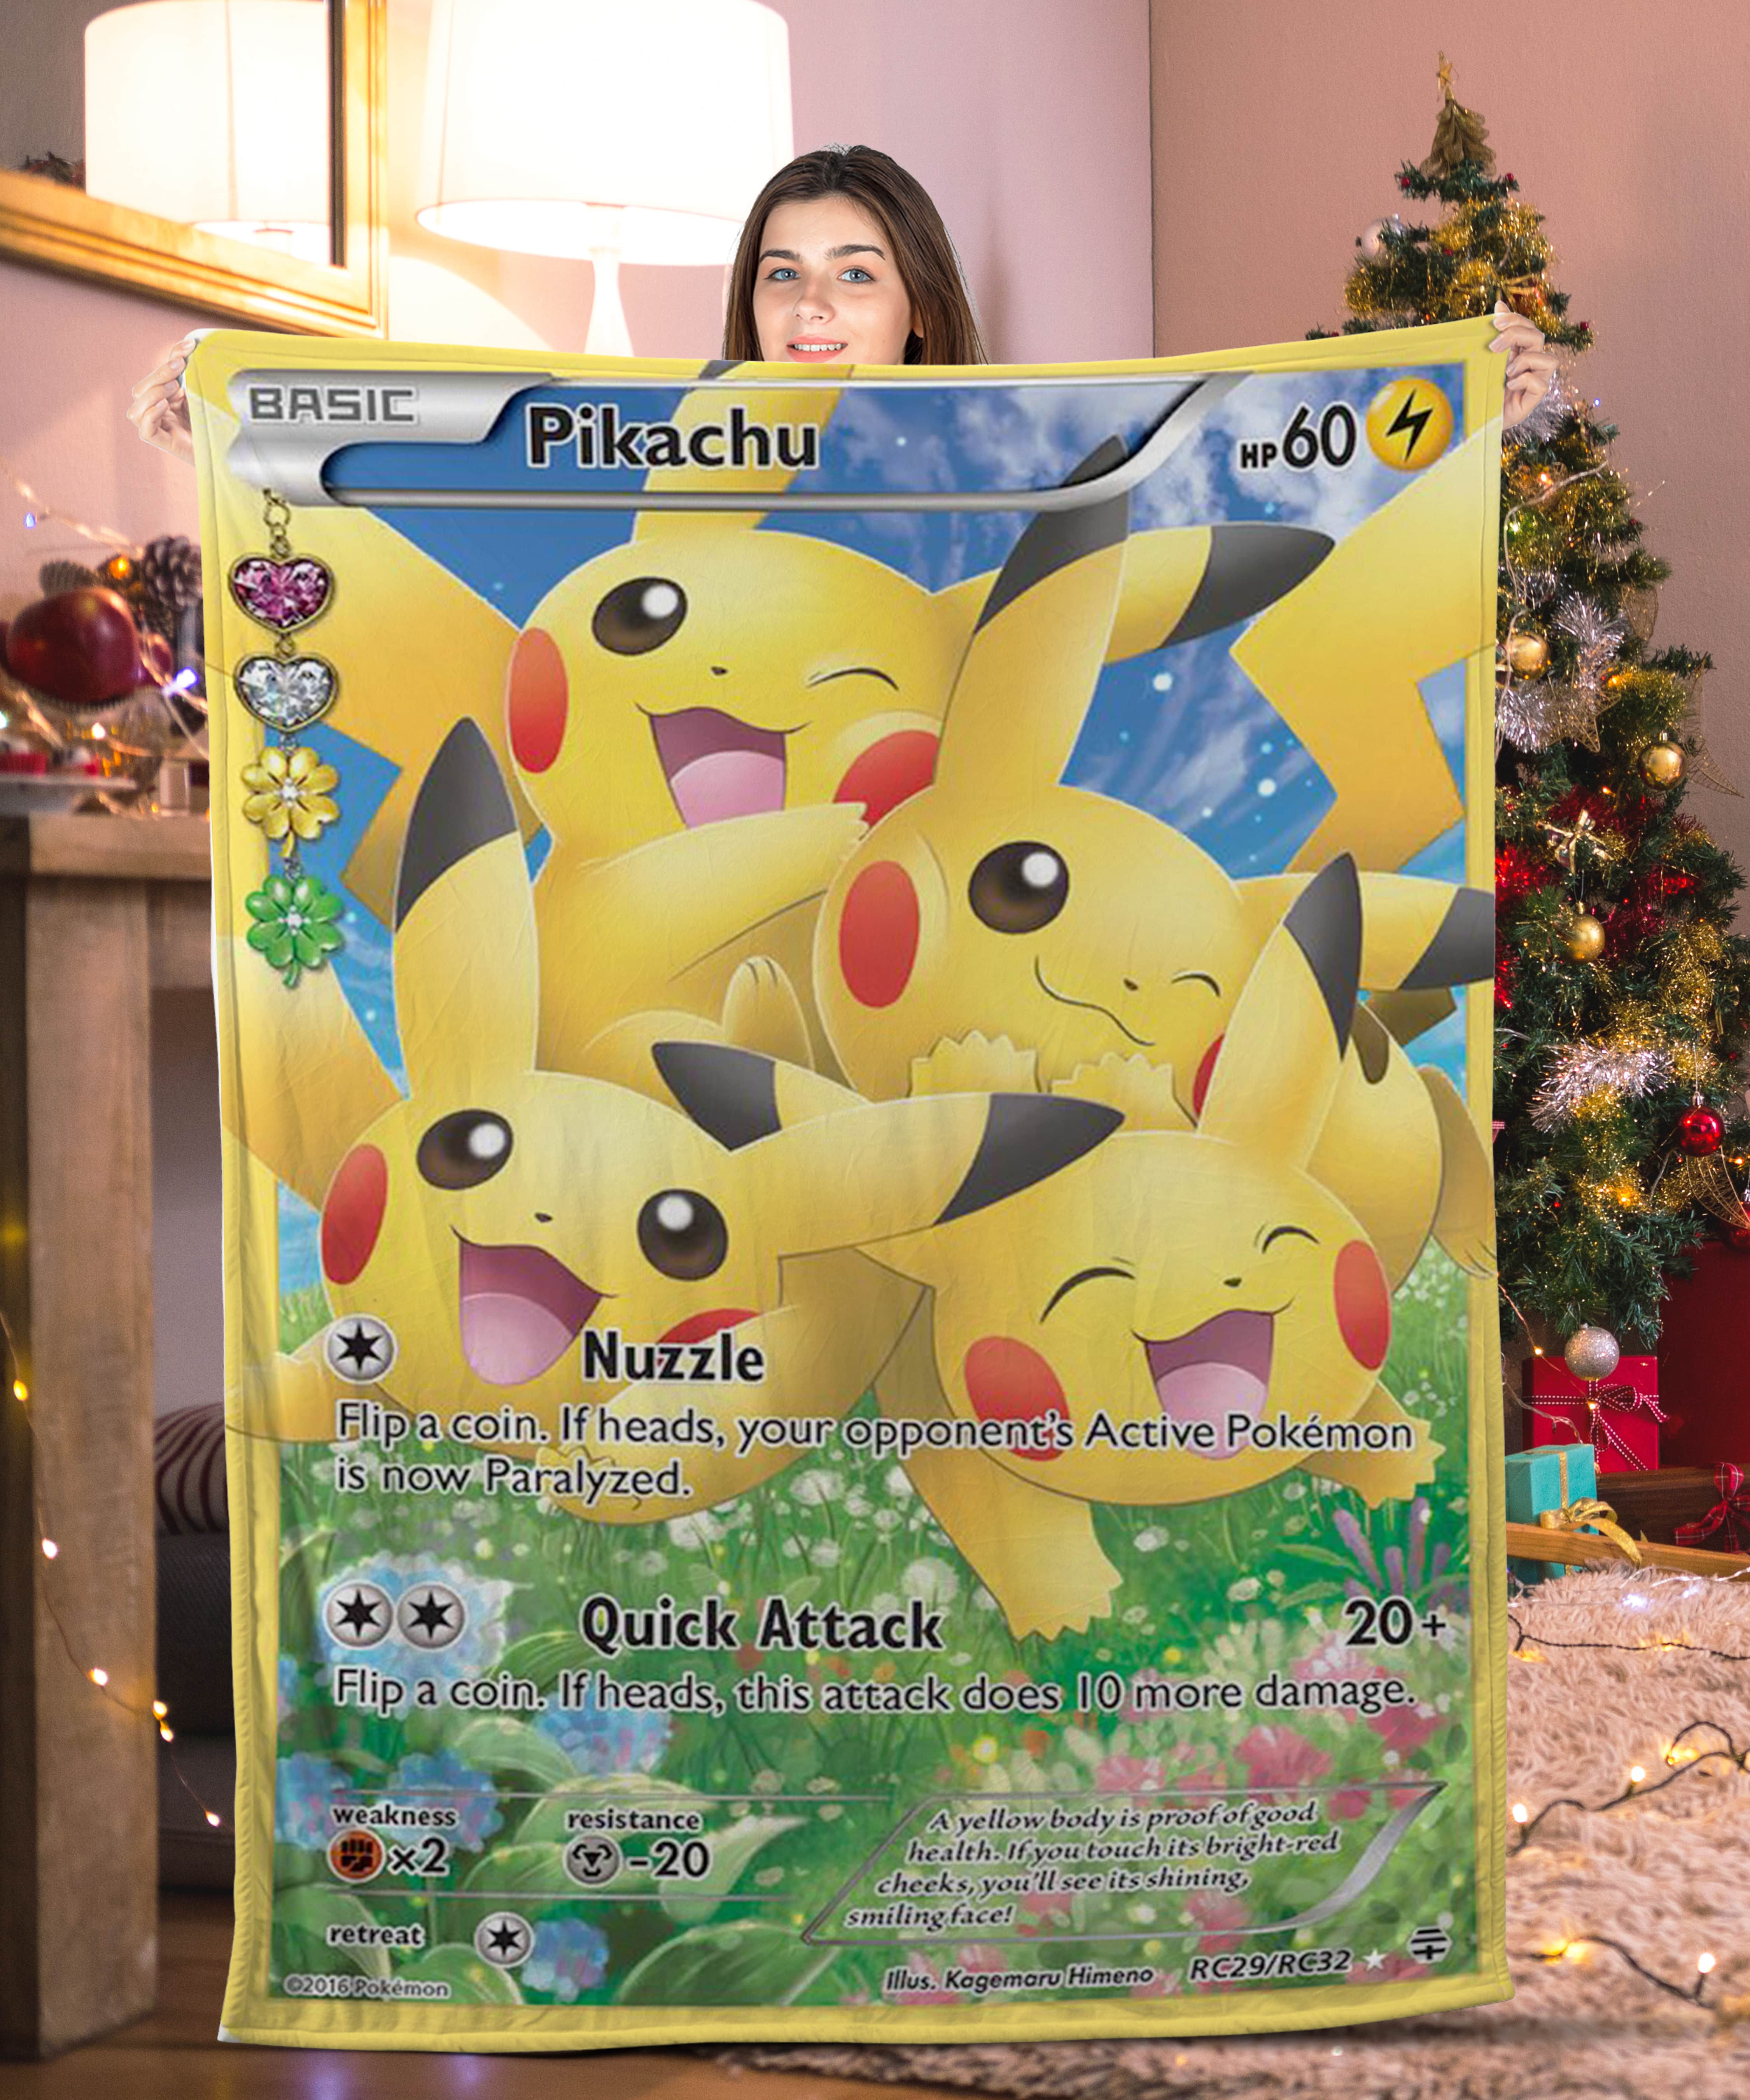 BASIC
Pikachu
HP60
Nuzzle
Flip a coin. If heads, your opponent's Active Pokémon
is now Paralyzed.
Quick Attack 20+
Flip a coin. If heads, this attack does 10 more damage.
weakness resistance
×2 -20
A yellow body is proof of good
health. If you touch its bright-red
cheeks, you'll see its shining,
smiling face!
retreat
©2016 Pokémon
Illus. Kagemaru Himeno RC29/RC32